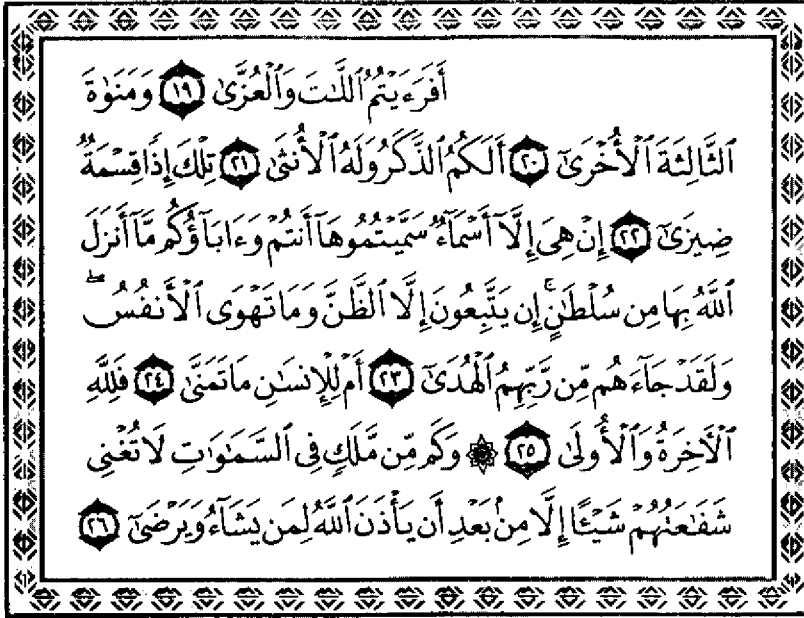 أَفَرَءَيْتُمُ ٱللَّٰتَ وَٱلْعُزَّىٰ ١٩ وَمَنَوٰةَ
ٱلثَّالِثَةَ ٱلْأُخْرَىٰٓ ٢٠ أَلَكُمُ ٱلذَّكَرُ وَلَهُ ٱلْأُنثَىٰ ٢١ تِلْكَ إِذًا قِسْمَةٌ
ضِيزَىٰٓ ٢٢ إِنْ هِىَ إِلَّآ أَسْمَآءٌ سَمَّيْتُمُوهَآ أَنتُمْ وَءَابَآؤُكُم مَّآ أَنزَلَ
ٱللَّهُ بِهَا مِن سُلْطَٰنٍ ۚ إِن يَتَّبِعُونَ إِلَّا ٱلظَّنَّ وَمَا تَهْوَى ٱلْأَنفُسُ ۖ
وَلَقَدْ جَآءَهُم مِّن رَّبِّهِمُ ٱلْهُدَىٰٓ ٢٣ أَمْ لِلْإِنسَٰنِ مَا تَمَنَّىٰ ٢٤ فَلِلَّهِ
ٱلْءَاخِرَةُ وَٱلْأُولَىٰ ٢٥ ۞ وَكَم مِّن مَّلَكٍ فِى ٱلسَّمَٰوَٰتِ لَا تُغْنِى
شَفَٰعَتُهُمْ شَيْـًٔا إِلَّا مِنۢ بَعْدِ أَن يَأْذَنَ ٱللَّهُ لِمَن يَشَآءُ وَيَرْضَىٰٓ ٢٦